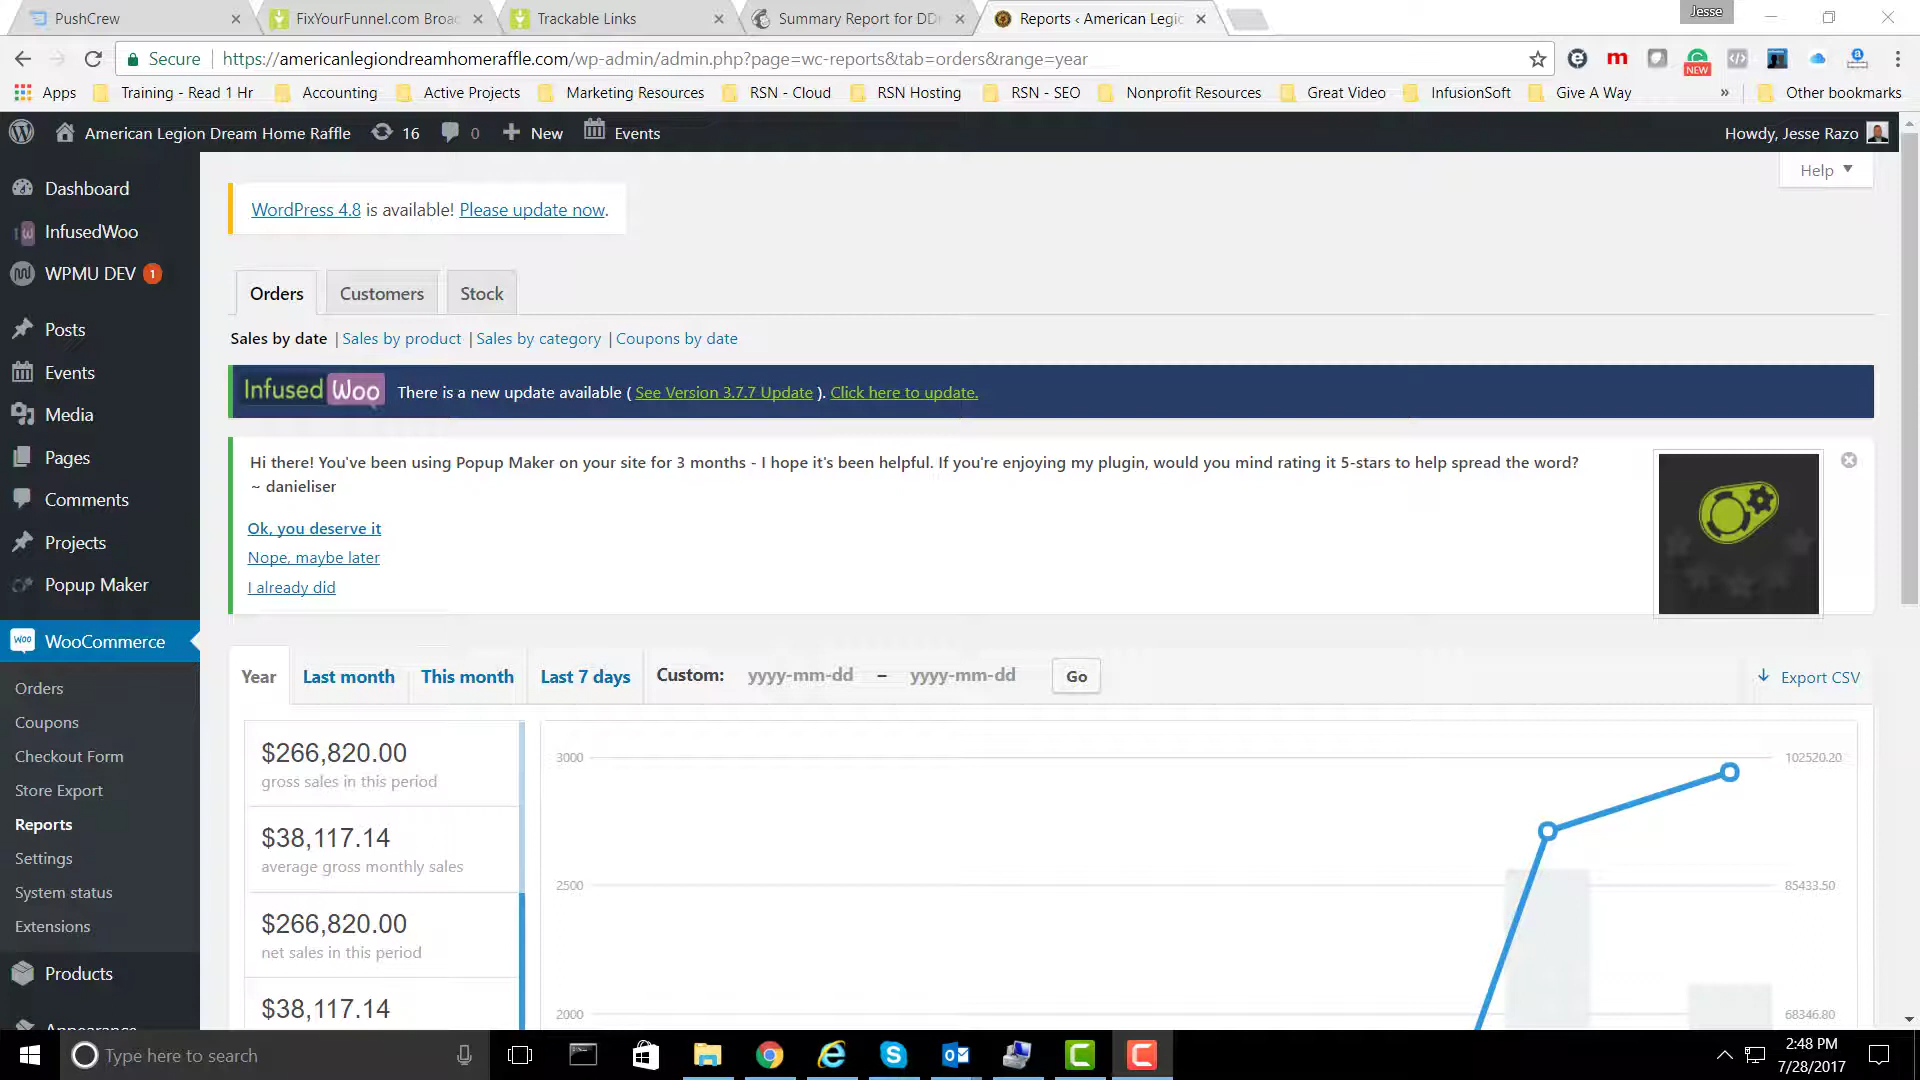 PushCrew
FixYourFunnel.com Broad
Trackable Links
Summary Report for DD
Reports ‹ American Legi
Jesse
Secure
https://americanlegiondreamhomeraffle.com/wp-admin/admin.php?page=wc-reports&tab=orders&range=year
m
NEW
Apps
Training - Read 1 Hr
Accounting
Active Projects
Marketing Resources
RSN - Cloud
RSN Hosting
RSN - SEO
Nonprofit Resources
Great Video
InfusionSoft
Give A Way
»
Other bookmarks
American Legion Dream Home Raffle
16
0
New
Events
Howdy, Jesse Razo
Help
Dashboard
InfusedWoo
WPMU DEV 1
Posts
Events
Media
Pages
Comments
Projects
Popup Maker
WooCommerce
Orders
Coupons
Checkout Form
Store Export
Reports
Settings
System status
Extensions
Products
Appearance
WordPress 4.8 is available! Please update now.
Orders
Customers
Stock
Sales by date | Sales by product | Sales by category | Coupons by date
Infused Woo There is a new update available ( See Version 3.7.7 Update ). Click here to update.
Hi there! You've been using Popup Maker on your site for 3 months - I hope it's been helpful. If you're enjoying my plugin, would you mind rating it 5-stars to help spread the word?
~ danieliser
Ok, you deserve it
Nope, maybe later
I already did
Year
Last month
This month
Last 7 days
Custom: yyyy-mm-dd – yyyy-mm-dd
Go
Export CSV
$266,820.00
gross sales in this period
$38,117.14
average gross monthly sales
$266,820.00
net sales in this period
$38,117.14
3000
2500
2000
102520.20
85433.50
68346.80
Type here to search
2:48 PM
7/28/2017